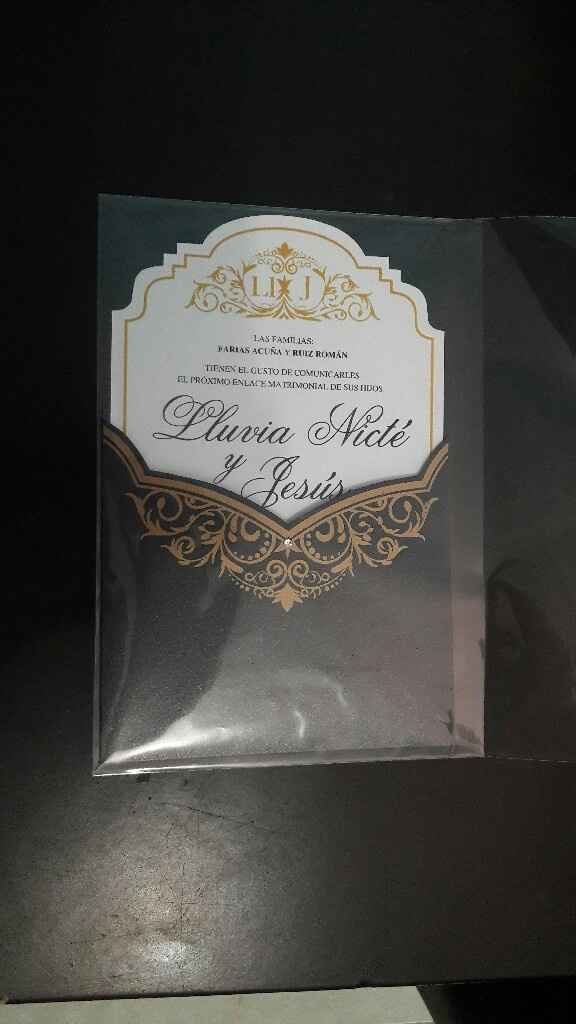 Ll J
LAS FAMILIAS:
FARIAS ACUÑA Y RUIZ ROMÁN
TIENEN EL GUSTO DE COMUNICARLES
EL PRÓXIMO ENLACE MATRIMONIAL DE SUS HIJOS
Lluvia Nicté
y Jesús